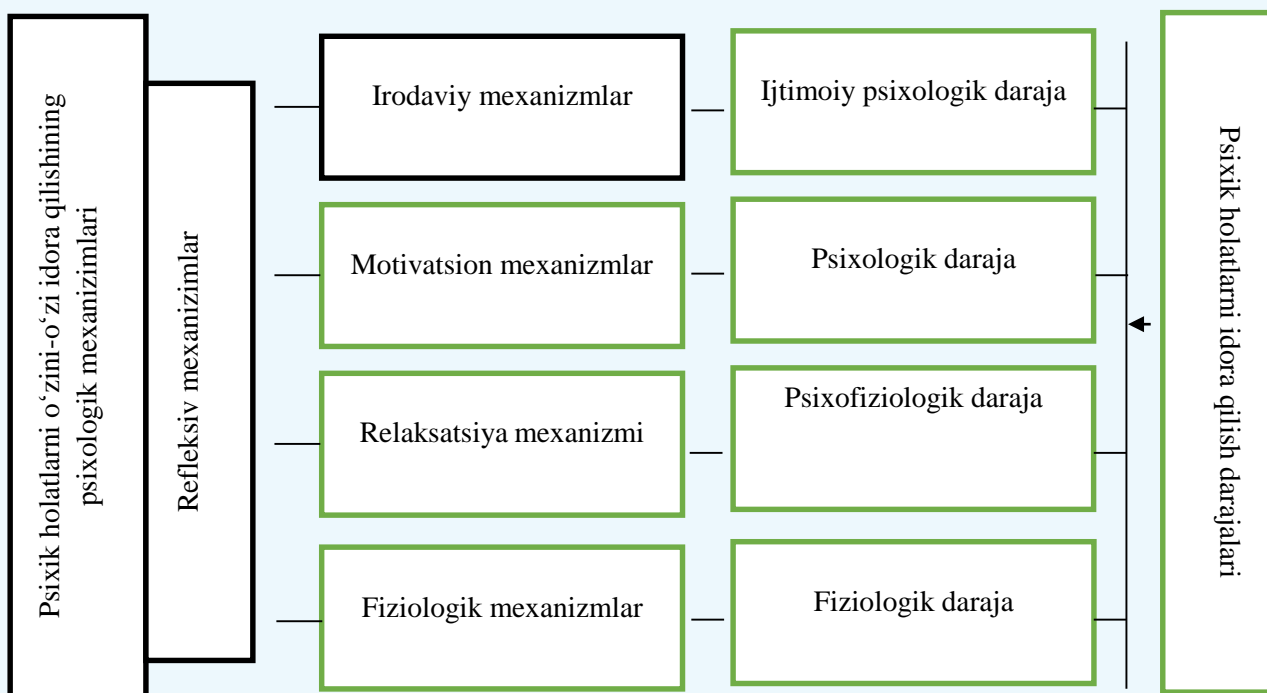 Psixik holatlarni o‘zini-o‘zi idora qilishining
psixologik mexanizimlari
Refleksiv mexanizimlar
Irodaviy mexanizmlar
Ijtimoiy psixologik daraja
Motivatsion mexanizmlar
Psixologik daraja
Relaksatsiya mexanizmi
Psixofiziologik daraja
Fiziologik mexanizmlar
Fiziologik daraja
Psixik holatlarni idora qilish darajalari